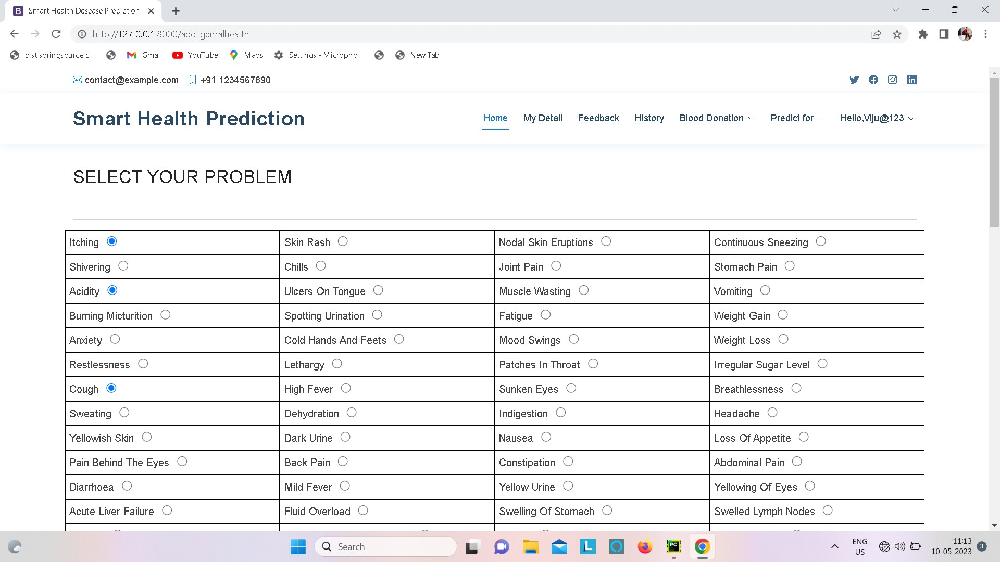 Smart Health Desease Prediction
http://127.0.0.1:8000/add_genralhealth
dist.springsource.c... Gmail YouTube Maps Settings - Micropho... New Tab
contact@example.com +91 1234567890
Smart Health Prediction
Home My Detail Feedback History Blood Donation Predict for Hello,Viju@123
SELECT YOUR PROBLEM
Itching Skin Rash Nodal Skin Eruptions Continuous Sneezing
Shivering Chills Joint Pain Stomach Pain
Acidity Ulcers On Tongue Muscle Wasting Vomiting
Burning Micturition Spotting Urination Fatigue Weight Gain
Anxiety Cold Hands And Feets Mood Swings Weight Loss
Restlessness Lethargy Patches In Throat Irregular Sugar Level
Cough High Fever Sunken Eyes Breathlessness
Sweating Dehydration Indigestion Headache
Yellowish Skin Dark Urine Nausea Loss Of Appetite
Pain Behind The Eyes Back Pain Constipation Abdominal Pain
Diarrhoea Mild Fever Yellow Urine Yellowing Of Eyes
Acute Liver Failure Fluid Overload Swelling Of Stomach Swelled Lymph Nodes
Search
ENG
US
11:13
10-05-2023
3